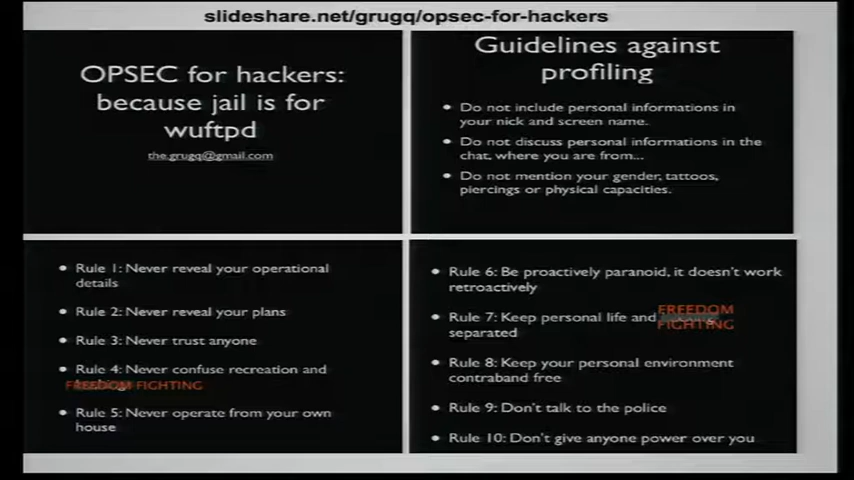 slideshare.net/grugq/opsec-for-hackers
OPSEC for hackers:
because jail is for
wuftpd
the.grugq@gmail.com
Guidelines against
profiling
• Do not include personal informations in
your nick and screen name.
• Do not discuss personal informations in the
chat, where you are from...
• Do not mention your gender, tattoos,
piercings or physical capacities.
• Rule 1: Never reveal your operational
details
• Rule 2: Never reveal your plans
• Rule 3: Never trust anyone
• Rule 4: Never confuse recreation and
FREEDOM FIGHTING
• Rule 5: Never operate from your own
house
• Rule 6: Be proactively paranoid, it doesn't work
retroactively
• Rule 7: Keep personal life and FREEDOM FIGHTING
separated
• Rule 8: Keep your personal environment
contraband free
• Rule 9: Don't talk to the police
• Rule 10: Don't give anyone power over you